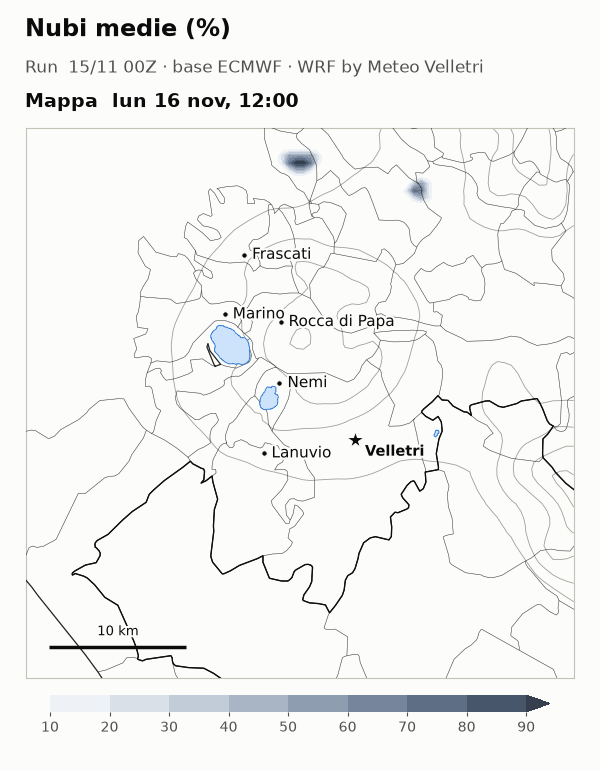 Nubi medie (%)
Run  15/11 00Z · base ECMWF · WRF by Meteo Velletri
Mappa  lun 16 nov, 12:00
Frascati
Marino
Rocca di Papa
Nemi
Velletri
Lanuvio
10 km
10 20 30 40 50 60 70 80 90